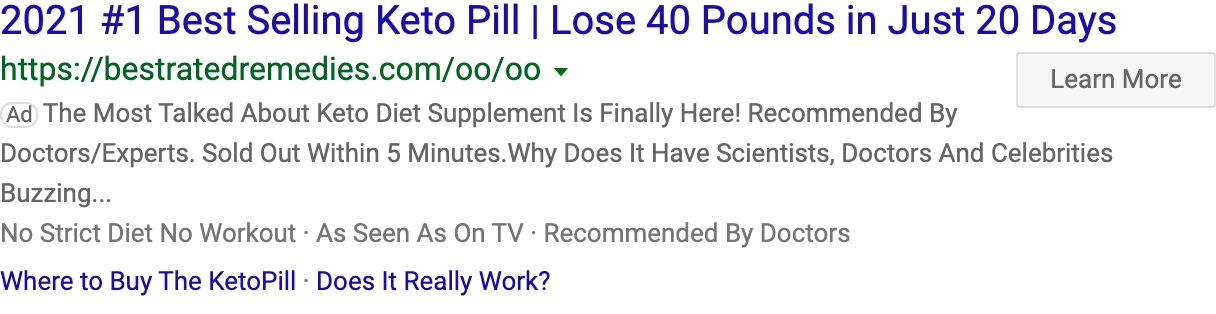 2021 #1 Best Selling Keto Pill | Lose 40 Pounds in Just 20 Days
https://bestratedremedies.com/oo/oo
Learn More
Ad The Most Talked About Keto Diet Supplement Is Finally Here! Recommended By
Doctors/Experts. Sold Out Within 5 Minutes.Why Does It Have Scientists, Doctors And Celebrities
Buzzing...
No Strict Diet No Workout · As Seen As On TV · Recommended By Doctors
Where to Buy The KetoPill · Does It Really Work?